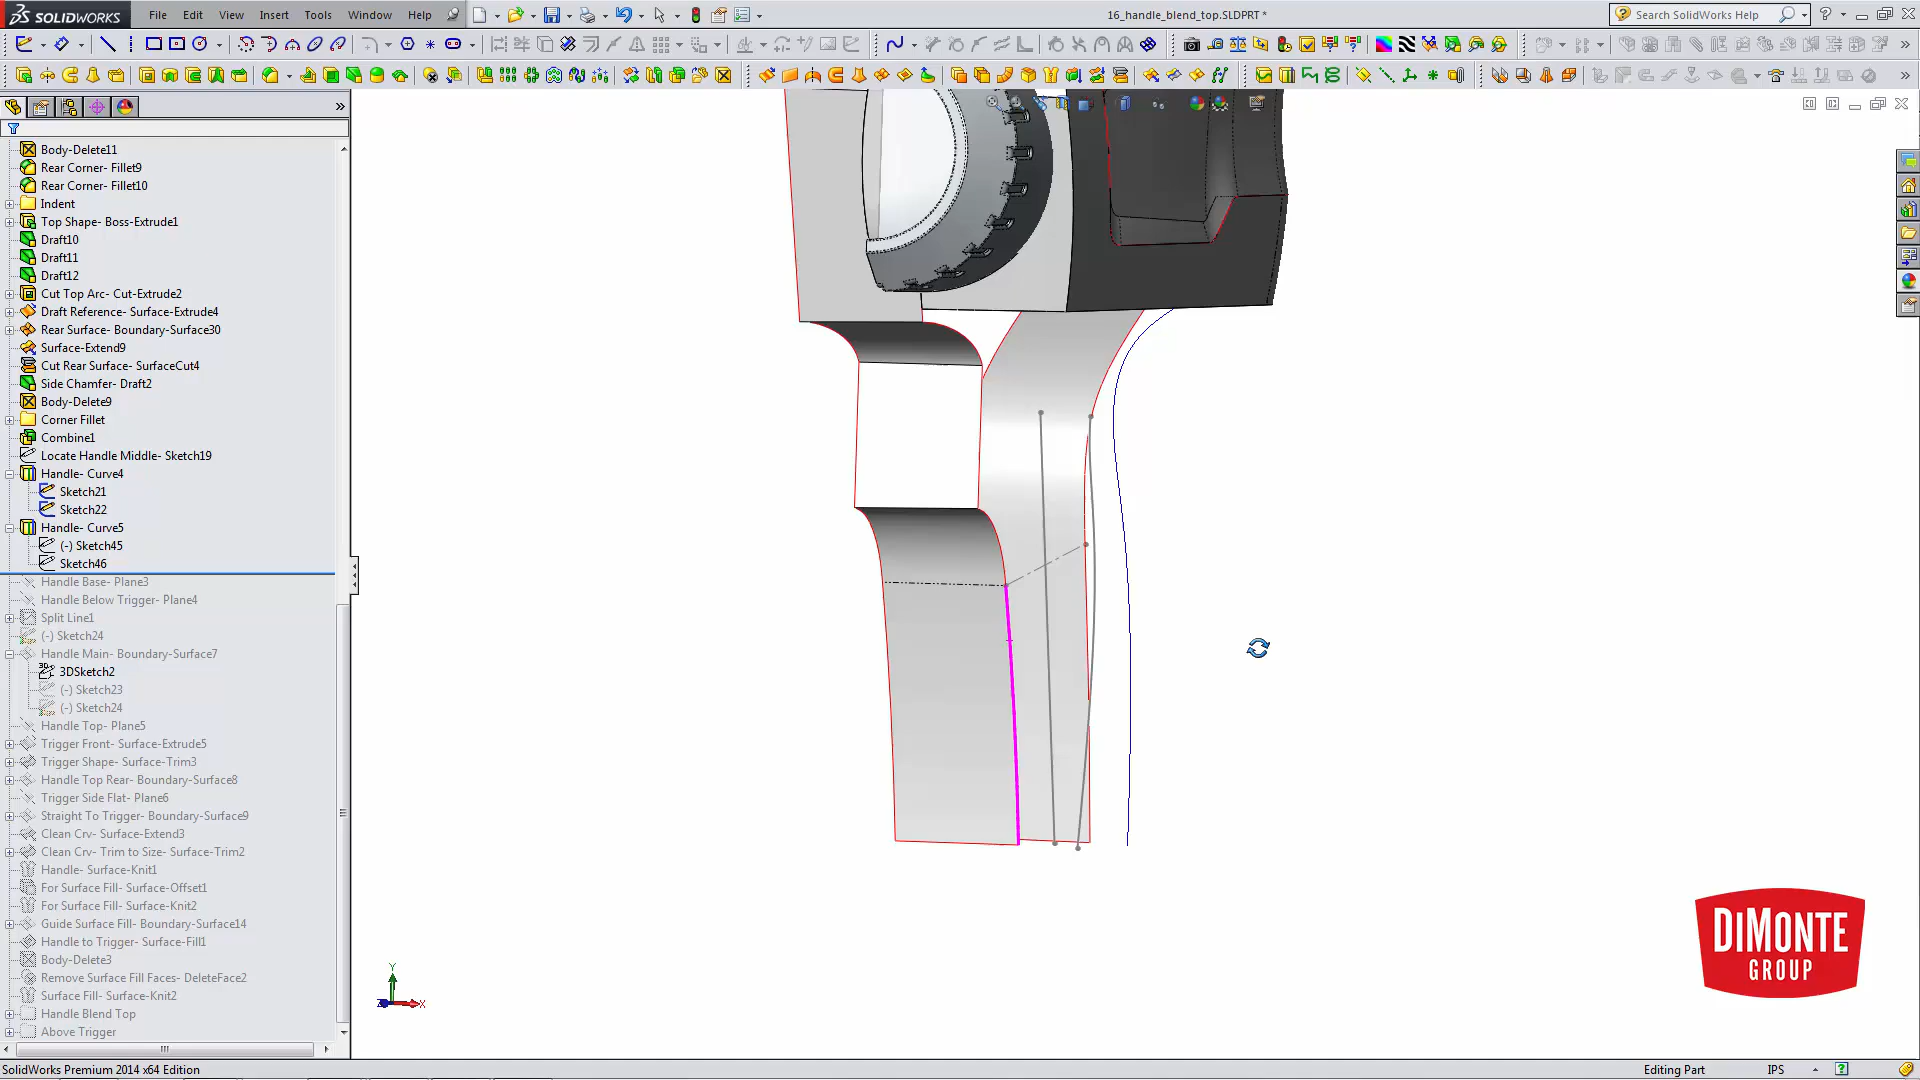 SOLIDWORKS File Edit View Insert Tools Window Help 16_handle_blend_top.SLDPRT * Search SolidWorks Help
Body-Delete11
Rear Corner- Fillet9
Rear Corner- Fillet10
Indent
Top Shape- Boss-Extrude1
Draft10
Draft11
Draft12
Cut Top Arc- Cut-Extrude2
Draft Reference- Surface-Extrude4
Rear Surface- Boundary-Surface30
Surface-Extend9
Cut Rear Surface- SurfaceCut4
Side Chamfer- Draft2
Body-Delete9
Corner Fillet
Combine1
Locate Handle Middle- Sketch19
Handle- Curve4
Sketch21
Sketch22
Handle- Curve5
(-) Sketch45
Sketch46
Handle Base- Plane3
Handle Below Trigger- Plane4
Split Line1
(-) Sketch24
Handle Main- Boundary-Surface7
3DSketch2
(-) Sketch23
(-) Sketch24
Handle Top- Plane5
Trigger Front- Surface-Extrude5
Trigger Shape- Surface-Trim3
Handle Top Rear- Boundary-Surface8
Trigger Side Flat- Plane6
Straight To Trigger- Boundary-Surface9
Clean Crv- Surface-Extend3
Clean Crv- Trim to Size- Surface-Trim2
Handle- Surface-Knit1
For Surface Fill- Surface-Offset1
For Surface Fill- Surface-Knit2
Guide Surface Fill- Boundary-Surface14
Handle to Trigger- Surface-Fill1
Body-Delete3
Remove Surface Fill Faces- DeleteFace2
Surface Fill- Surface-Knit2
Handle Blend Top
Above Trigger
Y
Z X
DIMONTE
GROUP
SolidWorks Premium 2014 x64 Edition Editing Part IPS